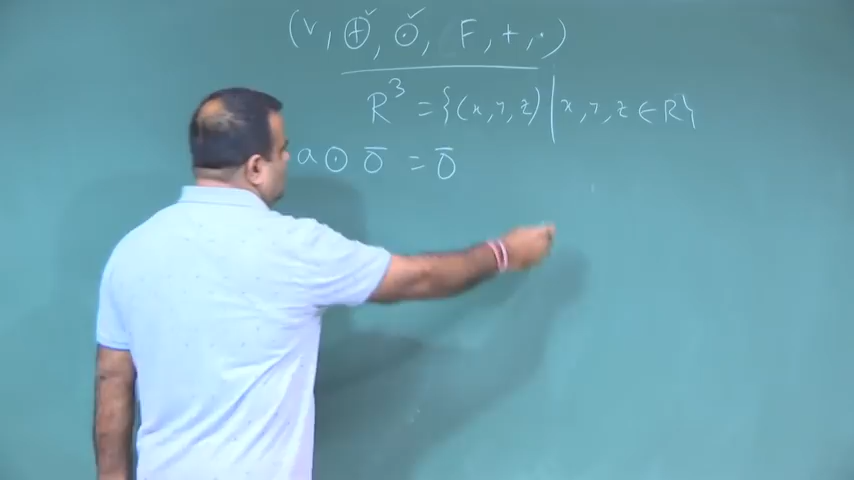 (V, ⊕, ⊙, F, +, ·)
R³ = {(x, y, z) | x, y, z ∈ R}
a ⊙ 0̄ = 0̄